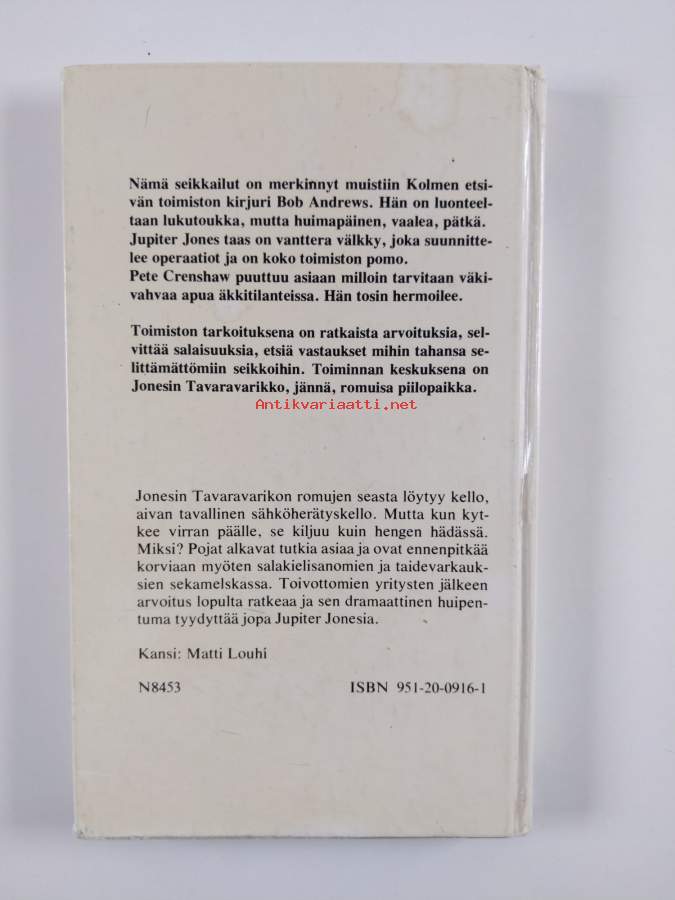 Nämä seikkailut on merkinnyt muistiin Kolmen etsi-
vän toimiston kirjuri Bob Andrews. Hän on luonteel-
taan lukutoukka, mutta huimapäinen, vaalea, pätkä.
Jupiter Jones taas on vanttera välkky, joka suunnitte-
lee operaatiot ja on koko toimiston pomo.
Pete Crenshaw puuttuu asiaan milloin tarvitaan väki-
vahvaa apua äkkitilanteissa. Hän tosin hermoilee.
Toimiston tarkoituksena on ratkaista arvoituksia, sel-
vittää salaisuuksia, etsiä vastaukset mihin tahansa se-
littämättömiin seikkoihin. Toiminnan keskuksena on
Jonesin Tavaravarikko, jännä, romuisa piilopaikka.
Antikvariaatti.net
Jonesin Tavaravarikon romujen seasta löytyy kello,
aivan tavallinen sähköherätyskello. Mutta kun kyt-
kee virran päälle, se kiljuu kuin hengen hädässä.
Miksi? Pojat alkavat tutkia asiaa ja ovat ennenpitkää
korviaan myöten salakielisanomien ja taidevarkauk-
sien sekamelskassa. Toivottomien yritysten jälkeen
arvoitus lopulta ratkeaa ja sen dramaattinen huipen-
tuma tyydyttää jopa Jupiter Jonesia.
Kansi: Matti Louhi
N8453 ISBN 951-20-0916-1